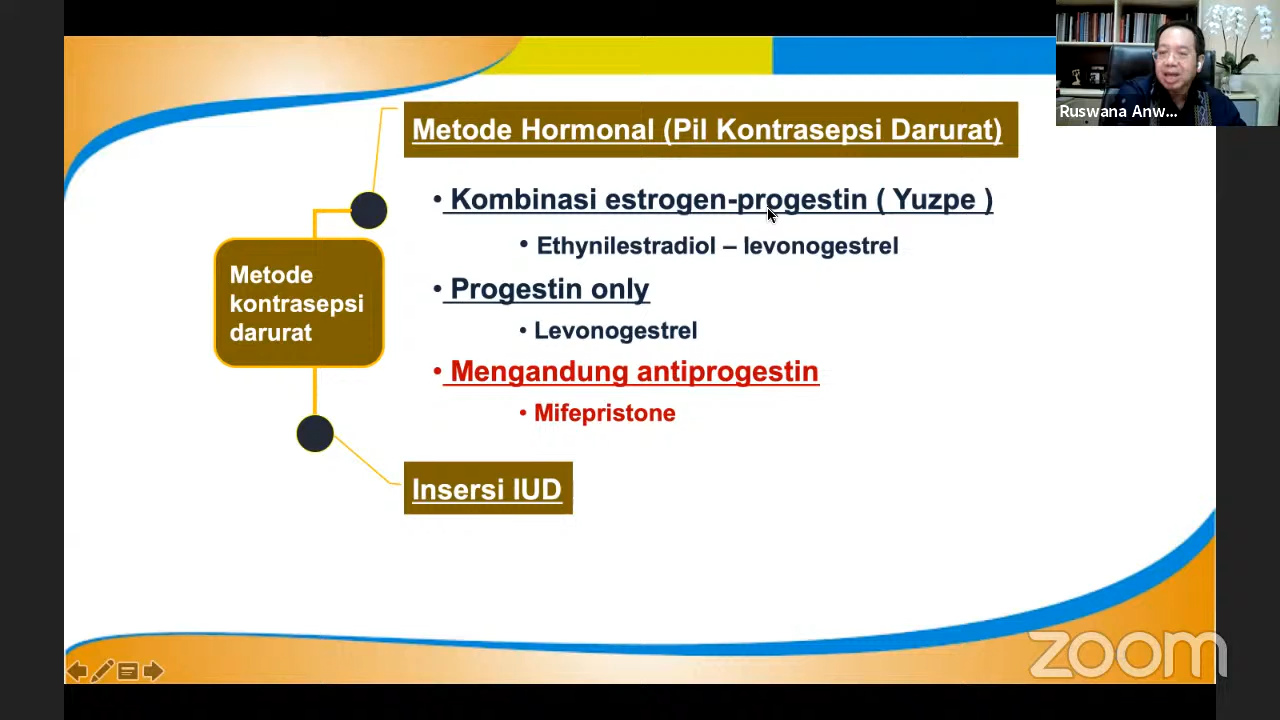 Ruswana Anw...
Metode Hormonal (Pil Kontrasepsi Darurat)
• Kombinasi estrogen-progestin ( Yuzpe )
• Ethynilestradiol – levonogestrel
Metode
kontrasepsi
darurat
• Progestin only
• Levonogestrel
• Mengandung antiprogestin
• Mifepristone
Insersi IUD
zoom